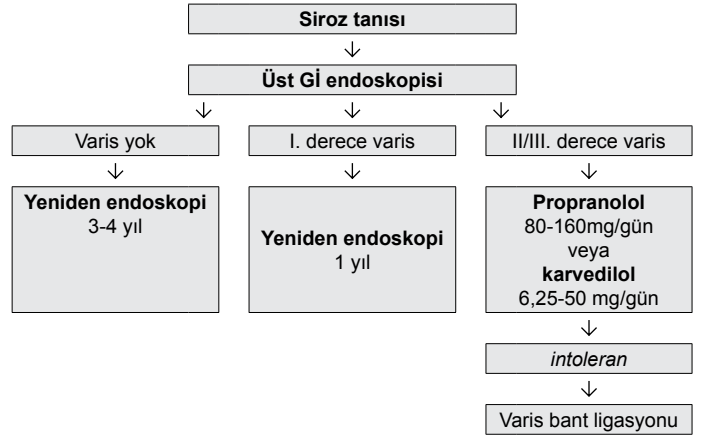 Siroz tanısı
Üst Gİ endoskopisi
Varis yok
I. derece varis
II/III. derece varis
Yeniden endoskopi
3-4 yıl
Yeniden endoskopi
1 yıl
Propranolol
80-160mg/gün
veya
karvedilol
6,25-50 mg/gün
intoleran
Varis bant ligasyonu